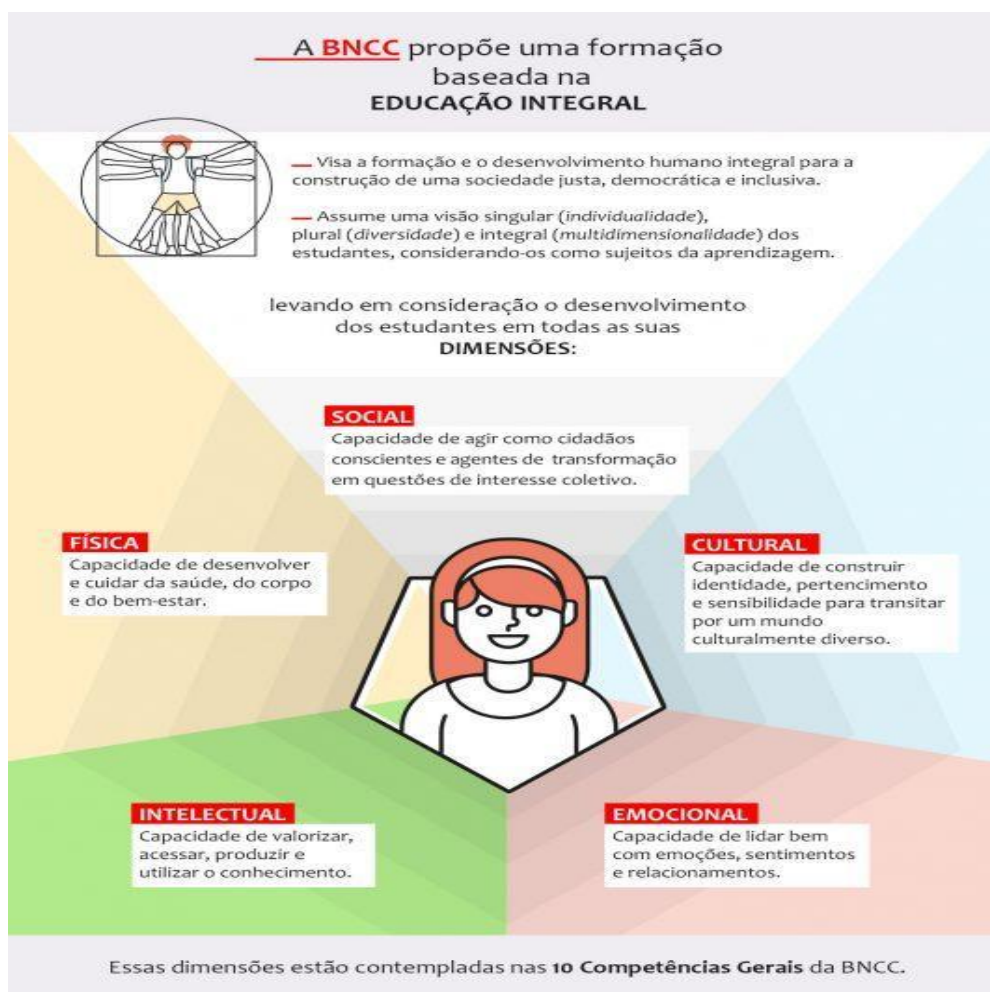 A BNCC propõe uma formação
baseada na
EDUCAÇÃO INTEGRAL
Visa a formação e o desenvolvimento humano integral para a
construção de uma sociedade justa, democrática e inclusiva.
Assume uma visão singular (individualidade),
plural (diversidade) e integral (multidimensionalidade) dos
estudantes, considerando-os como sujeitos da aprendizagem.
levando em consideração o desenvolvimento
dos estudantes em todas as suas
DIMENSÕES:
SOCIAL
Capacidade de agir como cidadãos
conscientes e agentes de transformação
em questões de interesse coletivo.
FÍSICA
Capacidade de desenvolver
e cuidar da saúde, do corpo
e do bem-estar.
CULTURAL
Capacidade de construir
identidade, pertencimento
e sensibilidade para transitar
por um mundo
culturalmente diverso.
INTELECTUAL
Capacidade de valorizar,
acessar, produzir e
utilizar o conhecimento.
EMOCIONAL
Capacidade de lidar bem
com emoções, sentimentos
e relacionamentos.
Essas dimensões estão contempladas nas 10 Competências Gerais da BNCC.